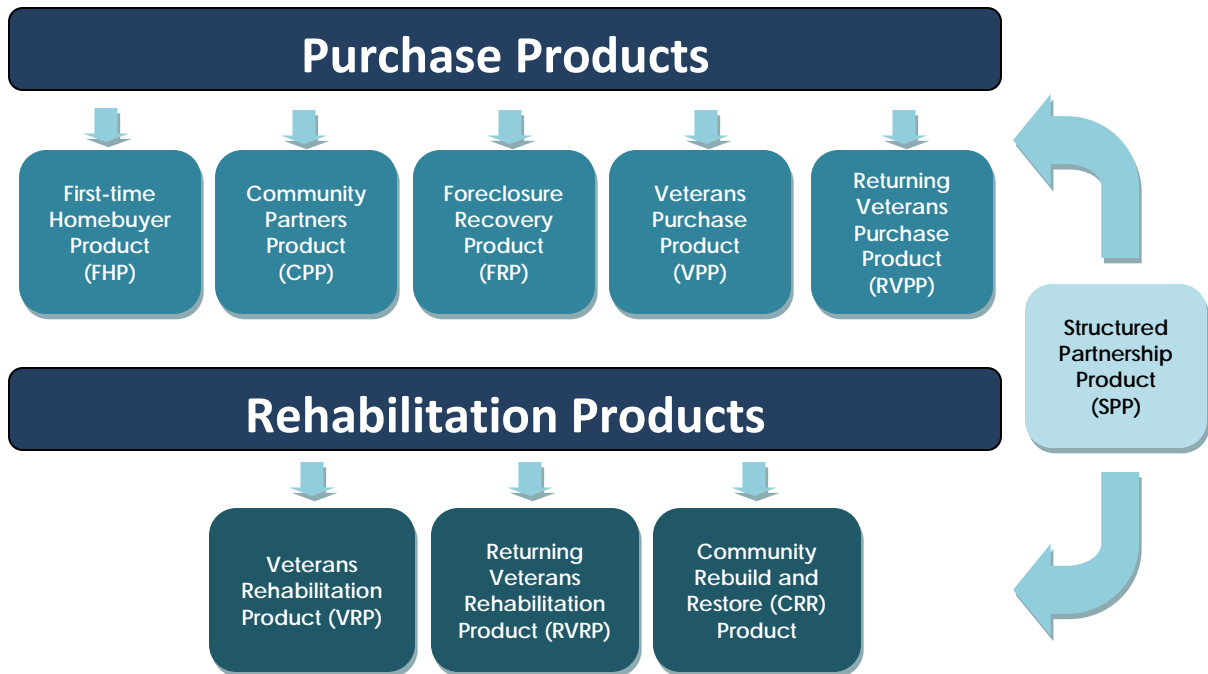 Purchase Products
First-time
Homebuyer
Product
(FHP)
Community
Partners
Product
(CPP)
Foreclosure
Recovery
Product
(FRP)
Veterans
Purchase
Product
(VPP)
Returning
Veterans
Purchase
Product
(RVPP)
Structured
Partnership
Product
(SPP)
Rehabilitation Products
Veterans
Rehabilitation
Product (VRP)
Returning
Veterans
Rehabilitation
Product (RVRP)
Community
Rebuild and
Restore (CRR)
Product